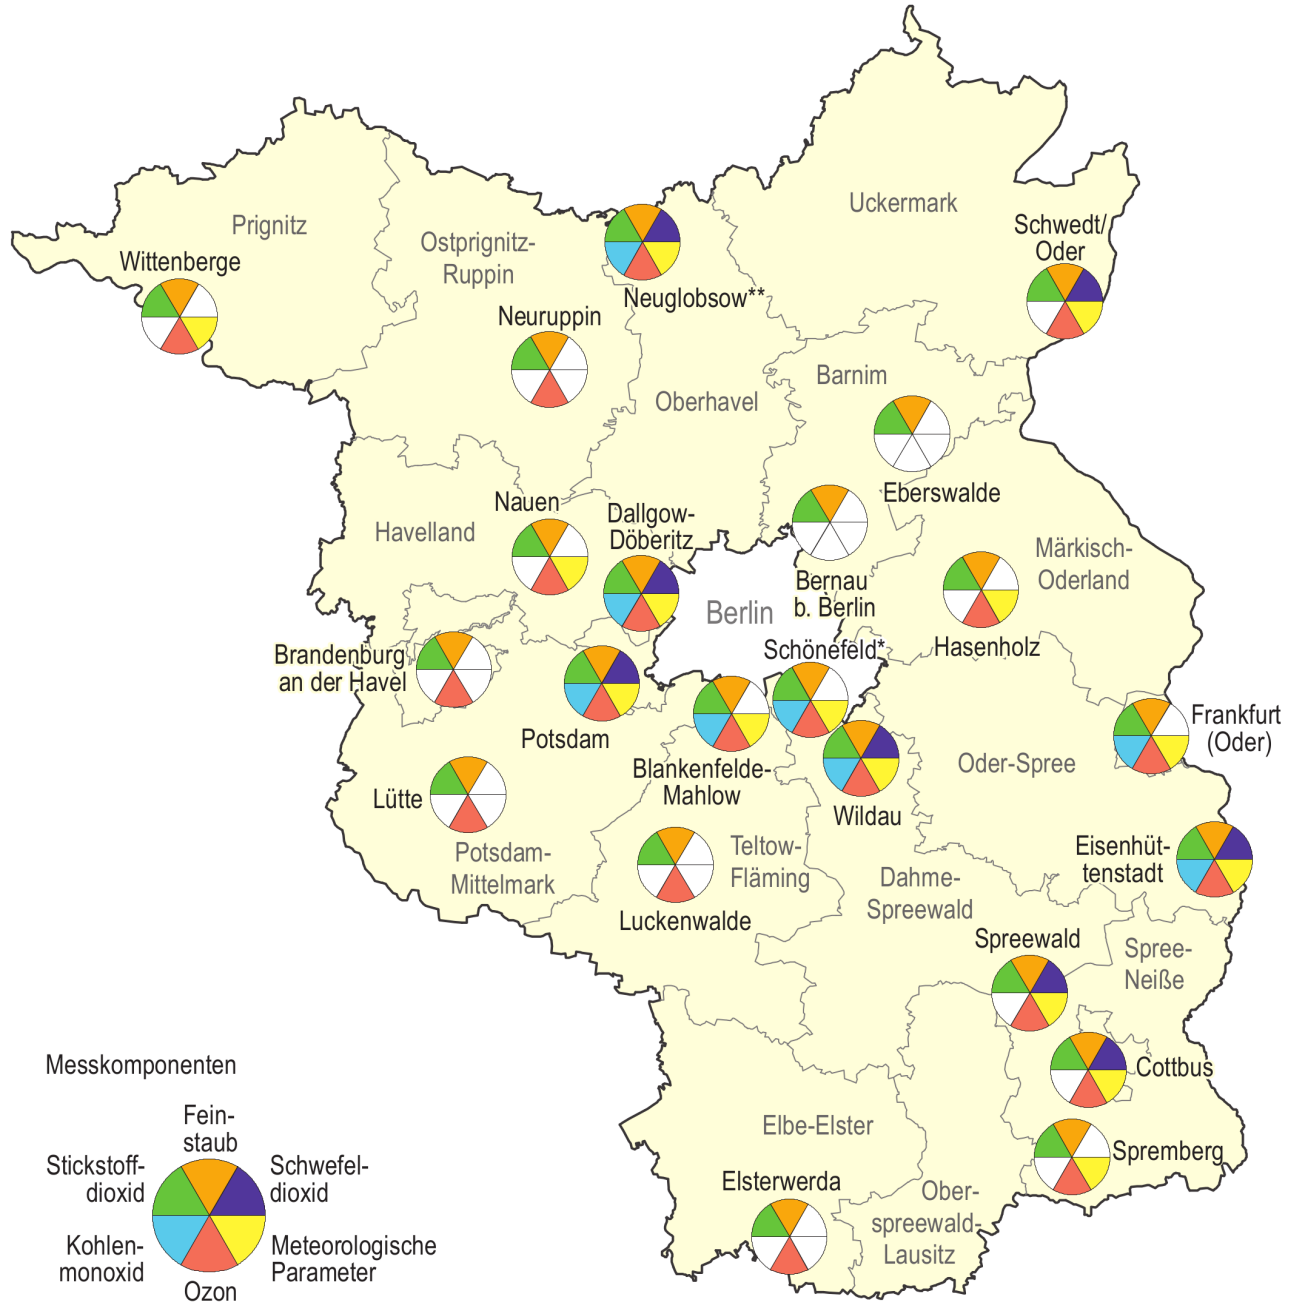 Uckermark
Prignitz
Schwedt/
Oder
Ostprignitz-
Ruppin
Wittenberge
Neuglobsow**
Neuruppin
Barnim
Oberhavel
Eberswalde
Nauen
Dallgow-
Döberitz
Havelland
Märkisch-
Oderland
Bernau
b. Berlin
Berlin
Hasenholz
Schönefeld*
Brandenburg
an der Havel
Frankfurt
(Oder)
Potsdam
Oder-Spree
Blankenfelde-
Mahlow
Lütte
Wildau
Potsdam-
Mittelmark
Teltow-
Fläming
Eisenhüt-
tenstadt
Dahme-
Spreewald
Luckenwalde
Spreewald
Spree-
Neiße
Cottbus
Elbe-Elster
Spremberg
Elsterwerda
Ober-
spreewald-
Lausitz
Messkomponenten
Fein-
staub
Stickstoff-
dioxid
Schwefel-
dioxid
Kohlen-
monoxid
Meteorologische
Parameter
Ozon